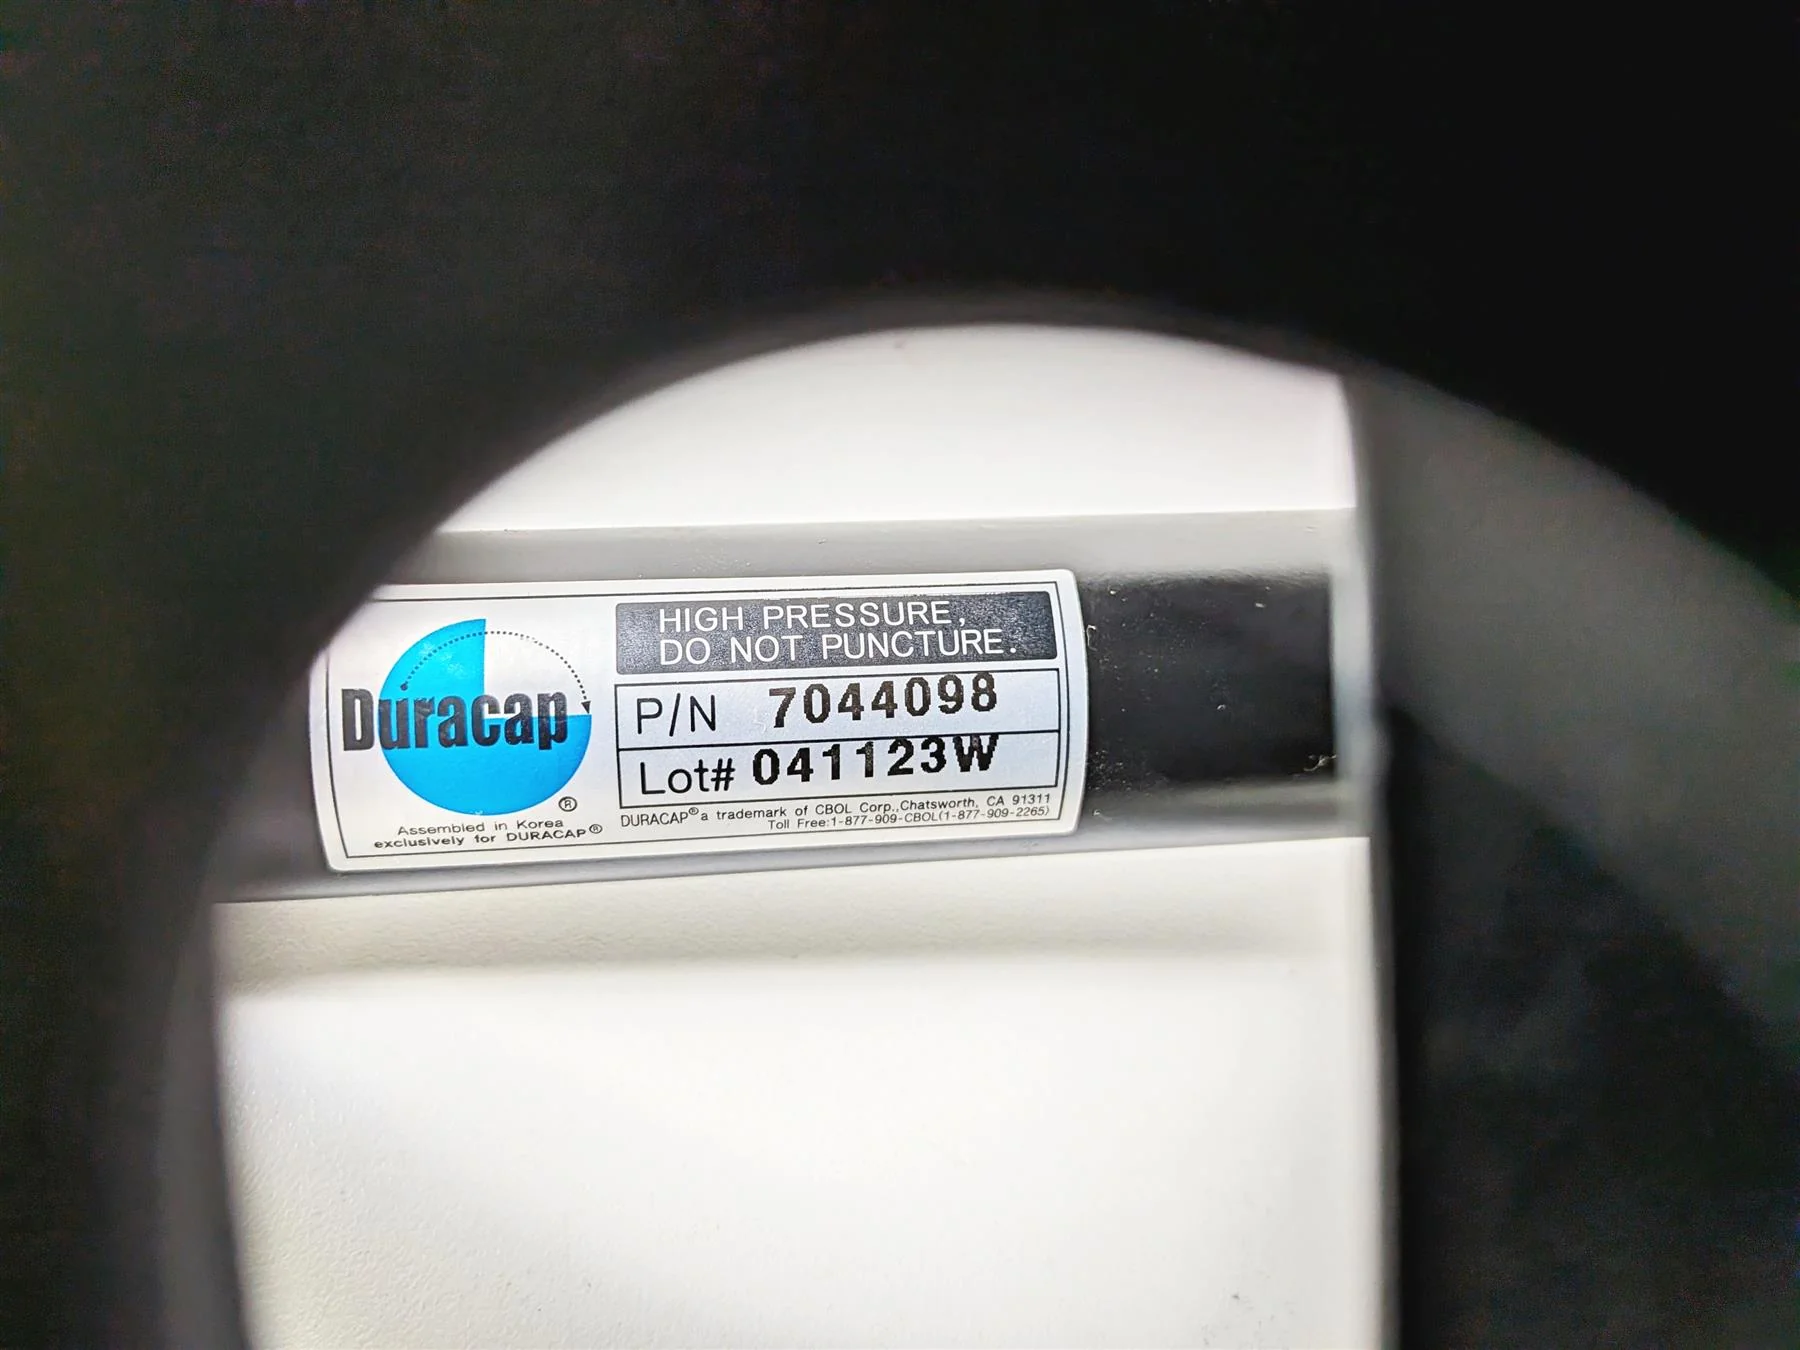 Duracap
®
Assembled in Korea
exclusively for DURACAP®
HIGH PRESSURE,
DO NOT PUNCTURE.
P/N 7044098
Lot# 041123W
DURACAP® a trademark of CBOL Corp.,Chatsworth, CA 91311
Toll Free:1-877-909-CBOL(1-877-909-2265)